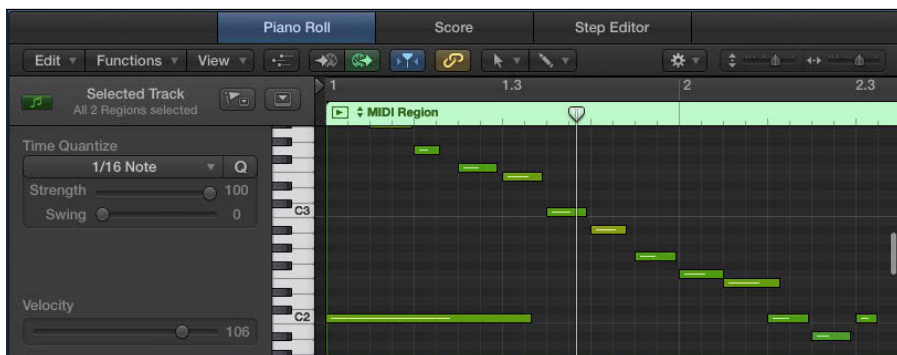 Piano Roll Score Step Editor
Edit Functions View
1 1.3 2 2.3
Selected Track
All 2 Regions selected
MIDI Region
Time Quantize
1/16 Note Q
Strength 100
Swing 0
C3
Velocity
106
C2